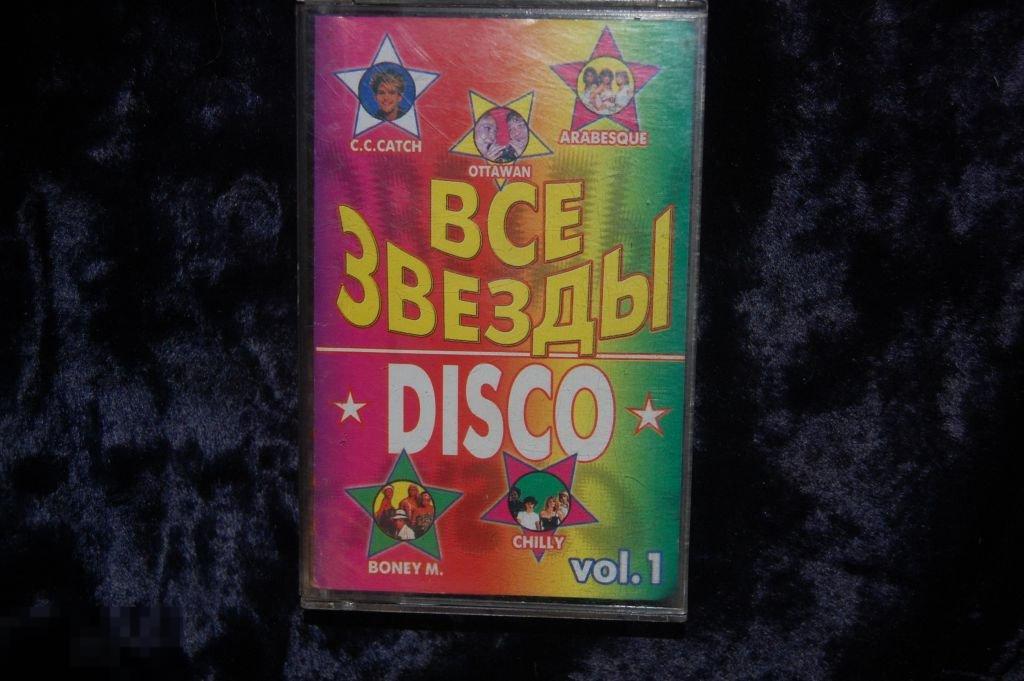 C.C.CATCH
OTTAWAN
ARABESQUE
ВСЕ
ЗВЕЗДЫ
DISCO
BONEY M.
CHILLY
vol.1